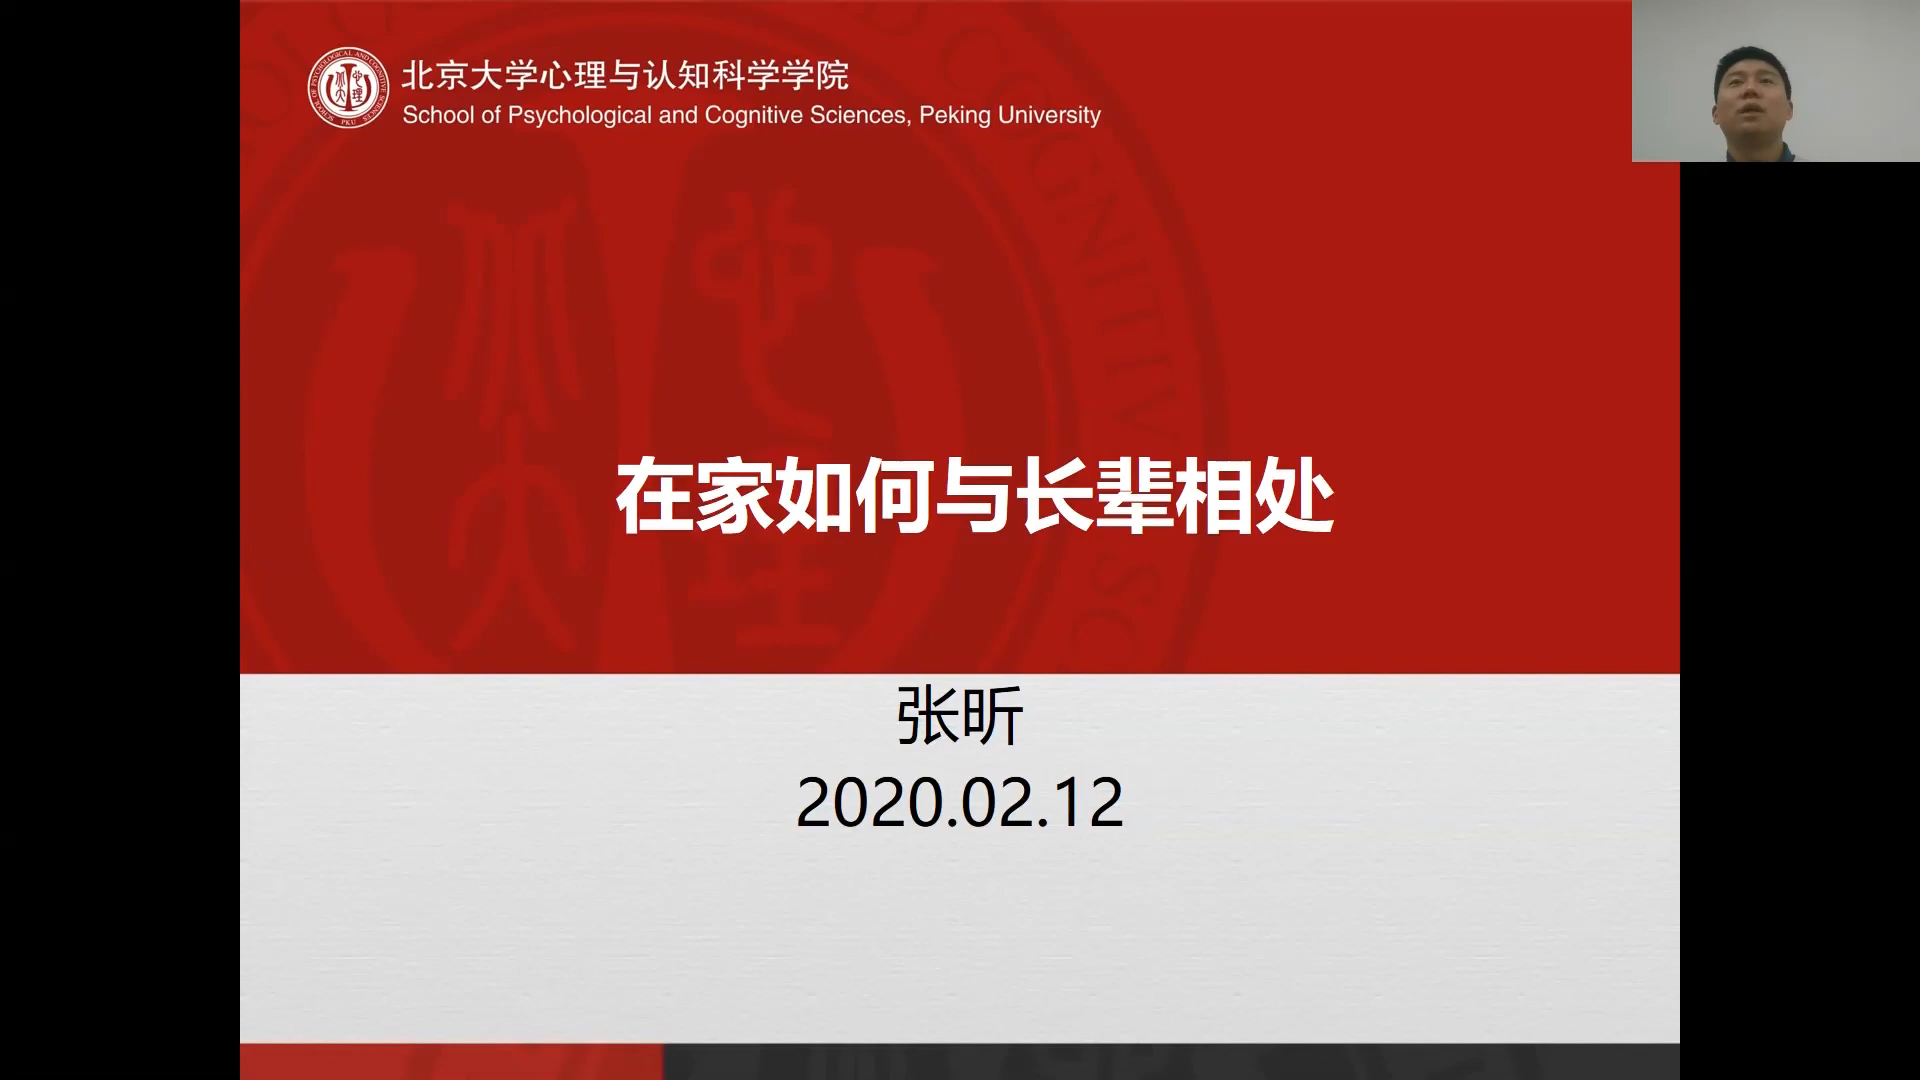 北京大学心理与认知科学学院
School of Psychological and Cognitive Sciences, Peking University
在家如何与长辈相处
张昕
2020.02.12